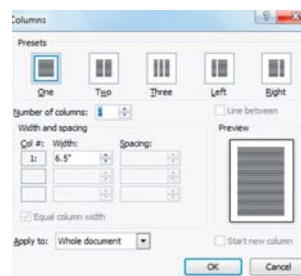 Columns
Presets
One Two Three Left Right
Number of columns: 1 Line between
Width and spacing Preview
Col #: Width: Spacing:
1: 6.5"
Equal column width
Apply to: Whole document Start new column
OK Cancel